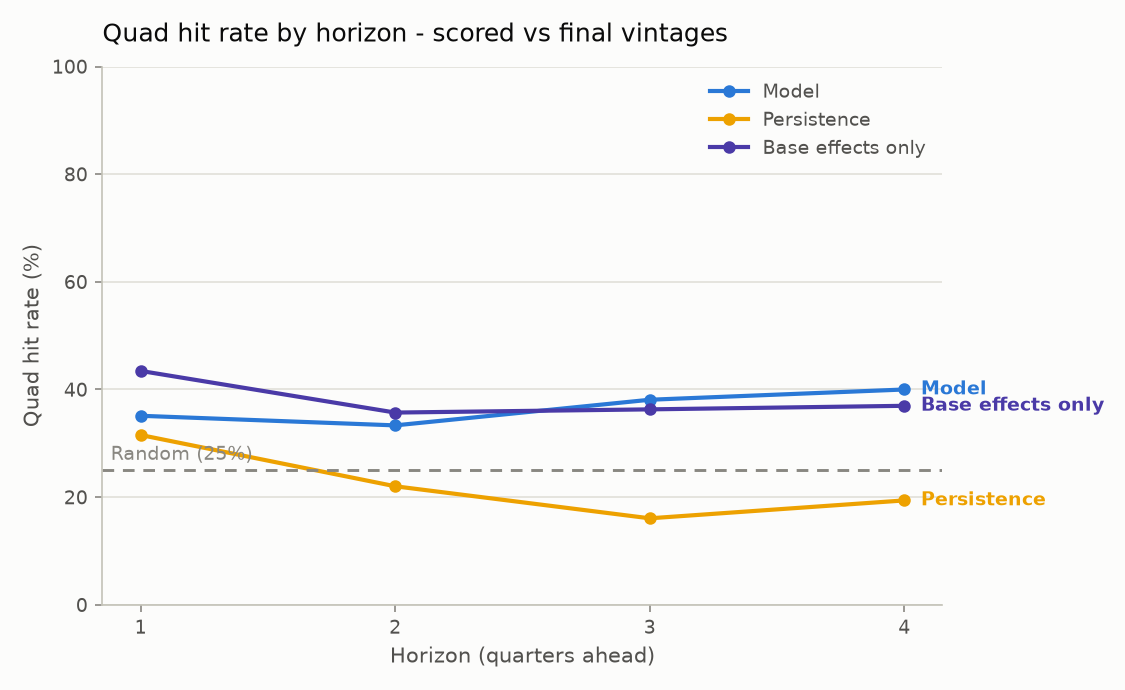 Quad hit rate by horizon - scored vs final vintages
Quad hit rate (%)
100
80
60
40
20
0
Model
Persistence
Base effects only
Random (25%)
Model
Base effects only
Persistence
1
2
3
4
Horizon (quarters ahead)